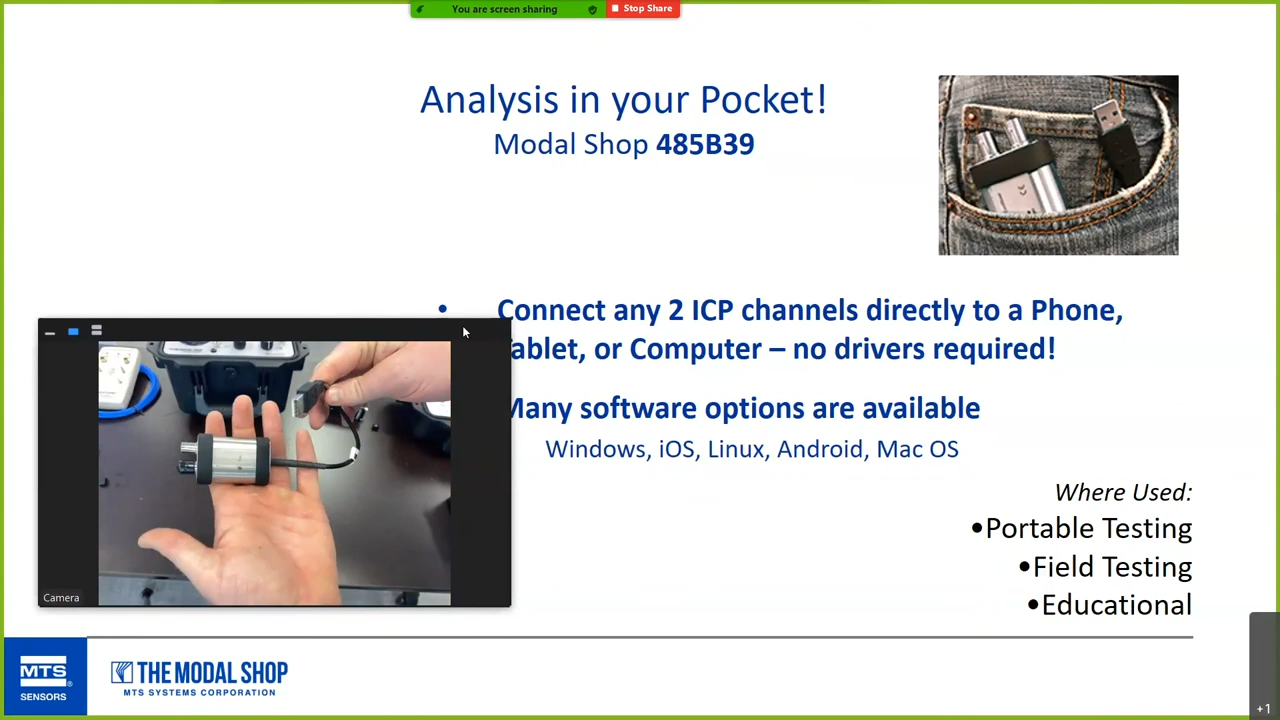 You are screen sharing
Stop Share
Analysis in your Pocket!
Modal Shop 485B39
• Connect any 2 ICP channels directly to a Phone,
ablet, or Computer – no drivers required!
Many software options are available
Windows, iOS, Linux, Android, Mac OS
Where Used:
•Portable Testing
•Field Testing
•Educational
Camera
MTS®
SENSORS
THE MODAL SHOP
MTS SYSTEMS CORPORATION
+1